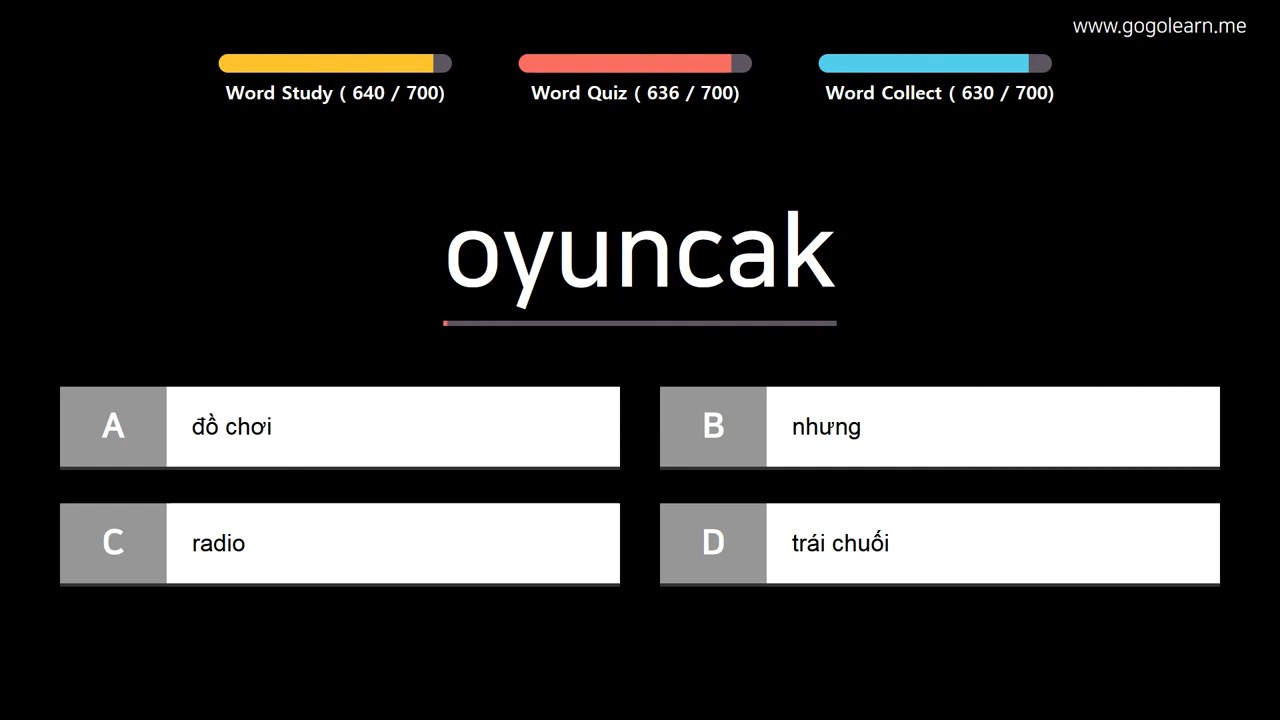 www.gogolearn.me
Word Study ( 640 / 700)
Word Quiz ( 636 / 700)
Word Collect ( 630 / 700)
oyuncak
A đồ chơi
B nhưng
C radio
D trái chuối